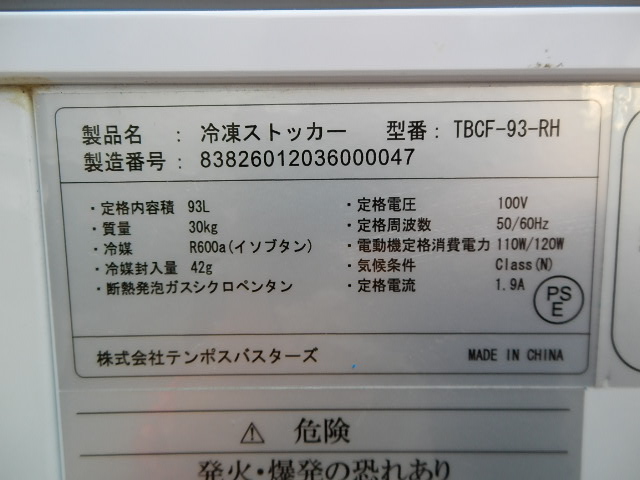 製品名 : 冷凍ストッカー 型番: TBCF-93-RH
製造番号: 83826012036000047
・定格内容積 93L ・定格電圧 100V
・質量 30kg ・定格周波数 50/60Hz
・冷媒 R600a(イソブタン) ・電動機定格消費電力 110W/120W
・冷媒封入量 42g ・気候条件 Class(N)
・断熱発泡ガスシクロペンタン ・定格電流 1.9A
PS
E
株式会社テンポスバスターズ MADE IN CHINA
⚠ 危険
発火・爆発の恐れあり